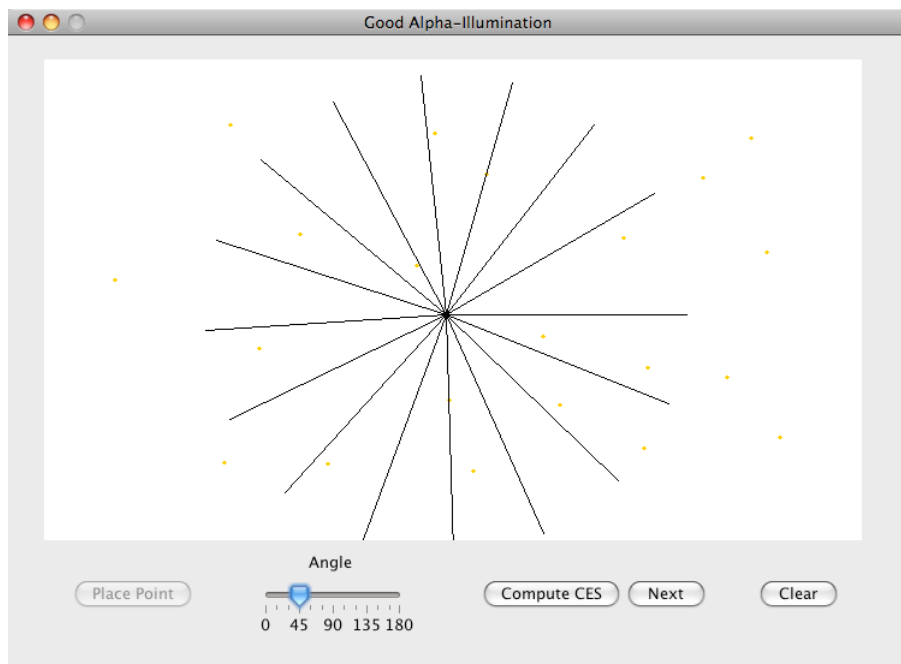 Good Alpha-Illumination
Angle
Place Point
Compute CES
Next
Clear
0 45 90 135 180